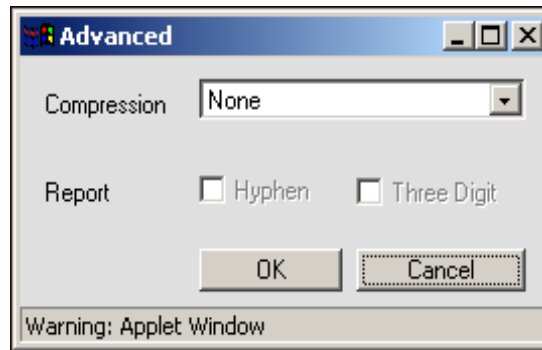 Advanced
Compression None
Report Hyphen Three Digit
OK Cancel
Warning: Applet Window